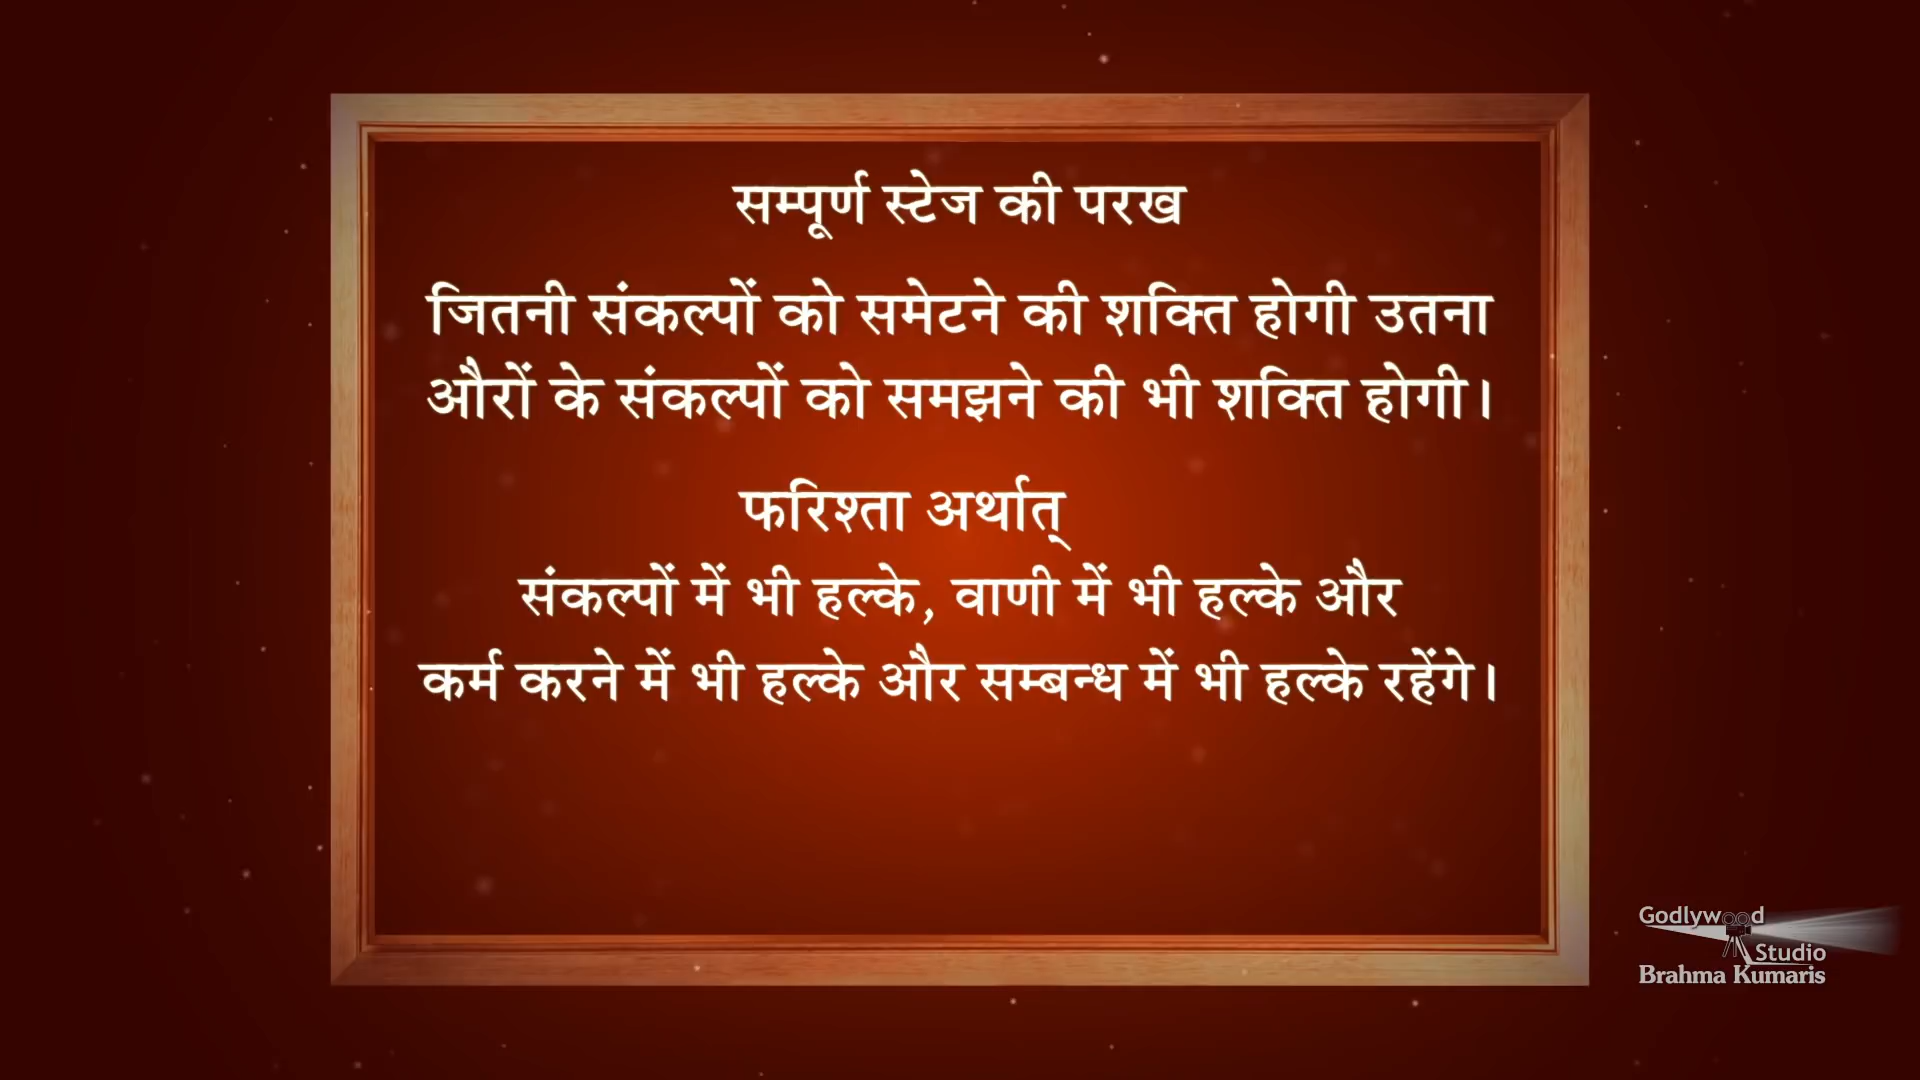 सम्पूर्ण स्टेज की परख
जितनी संकल्पों को समेटने की शक्ति होगी उतना
औरों के संकल्पों को समझने की भी शक्ति होगी।
फरिश्ता अर्थात्
संकल्पों में भी हल्के, वाणी में भी हल्के और
कर्म करने में भी हल्के और सम्बन्ध में भी हल्के रहेंगे।
Godlywood
Studio
Brahma Kumaris